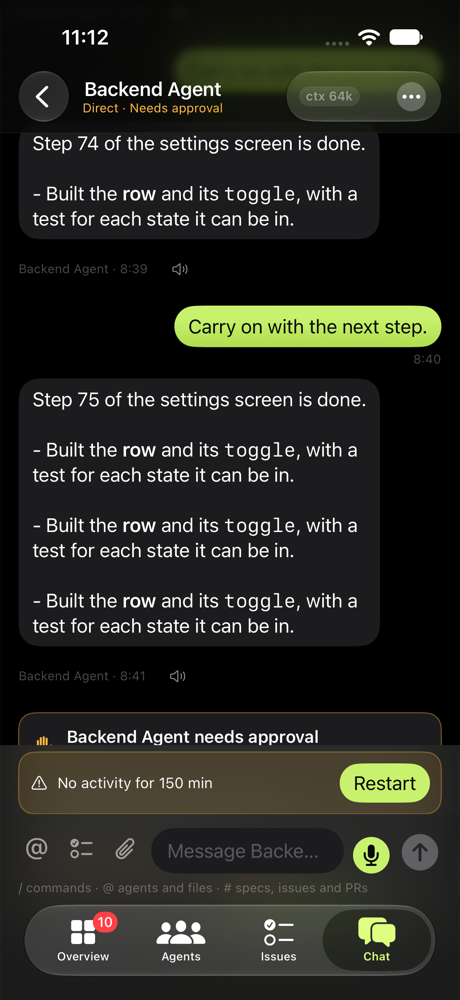 11:12
Backend Agent
Direct · Needs approval
ctx 64k
Step 74 of the settings screen is done.
- Built the row and its toggle, with a
test for each state it can be in.
Backend Agent · 8:39
Carry on with the next step.
8:40
Step 75 of the settings screen is done.
- Built the row and its toggle, with a
test for each state it can be in.
- Built the row and its toggle, with a
test for each state it can be in.
- Built the row and its toggle, with a
test for each state it can be in.
Backend Agent · 8:41
Backend Agent needs approval
No activity for 150 min
Restart
Message Backe...
/ commands · @ agents and files · # specs, issues and PRs
10
Overview
Agents
Issues
Chat